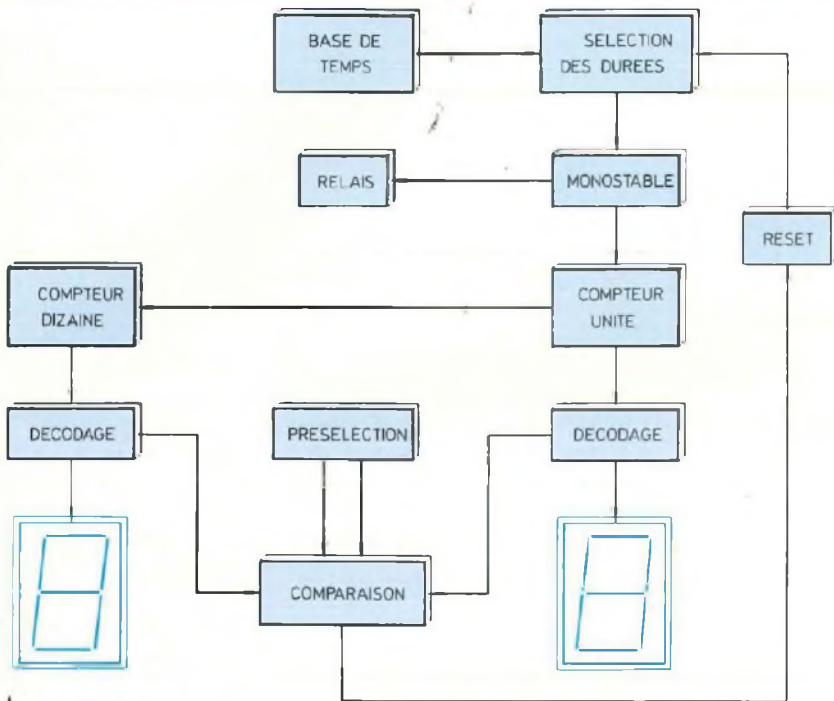 BASE DE
TEMPS
SELECTION
DES DUREES
RELAIS
MONOSTABLE
RESET
COMPTEUR
DIZAINE
COMPTEUR
UNITE
DECODAGE
PRESELECTION
DECODAGE
COMPARAISON